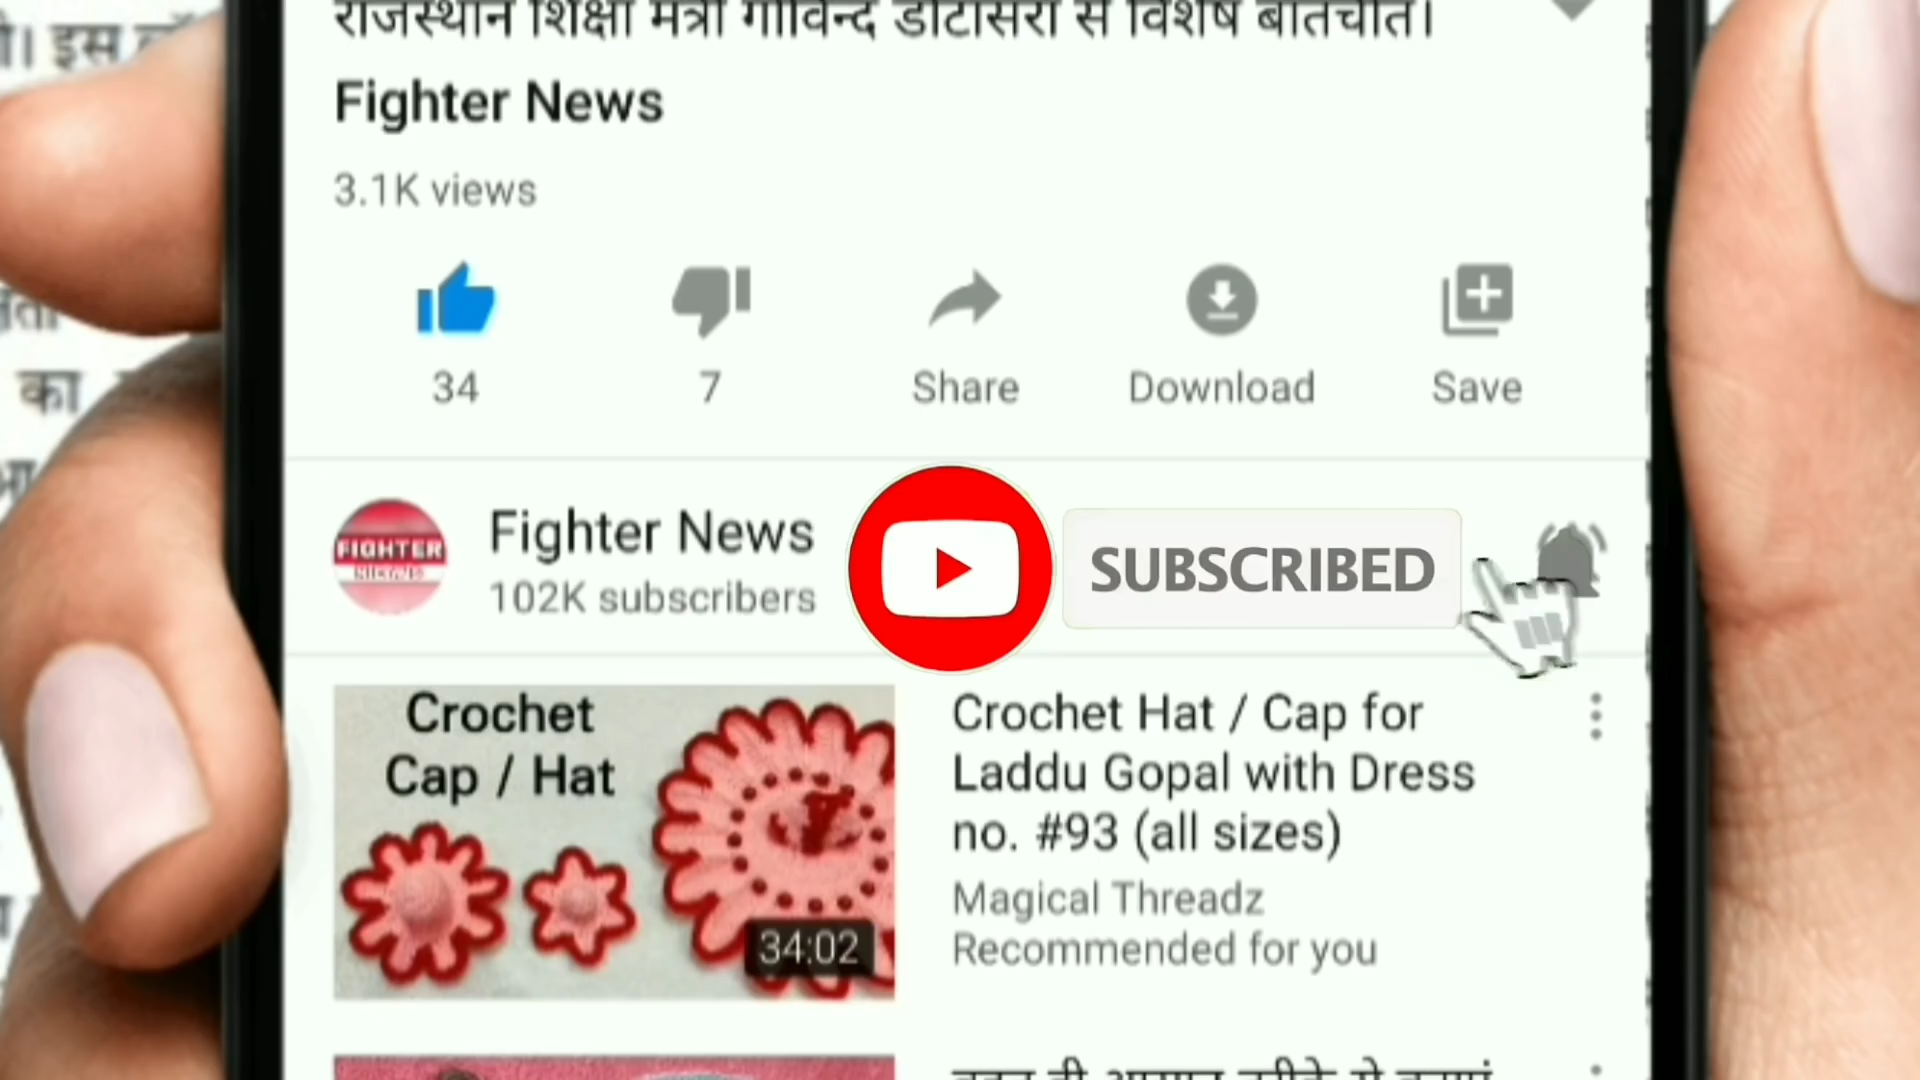 राजस्थान शिक्षा मंत्री गोविन्द डोटासरा से विशेष बातचीत।
Fighter News
3.1K views
34
7
Share
Download
Save
FIGHTER
Fighter News
102K subscribers
SUBSCRIBED
Crochet
Cap / Hat
34:02
Crochet Hat / Cap for
Laddu Gopal with Dress
no. #93 (all sizes)
Magical Threadz
Recommended for you
इस
का